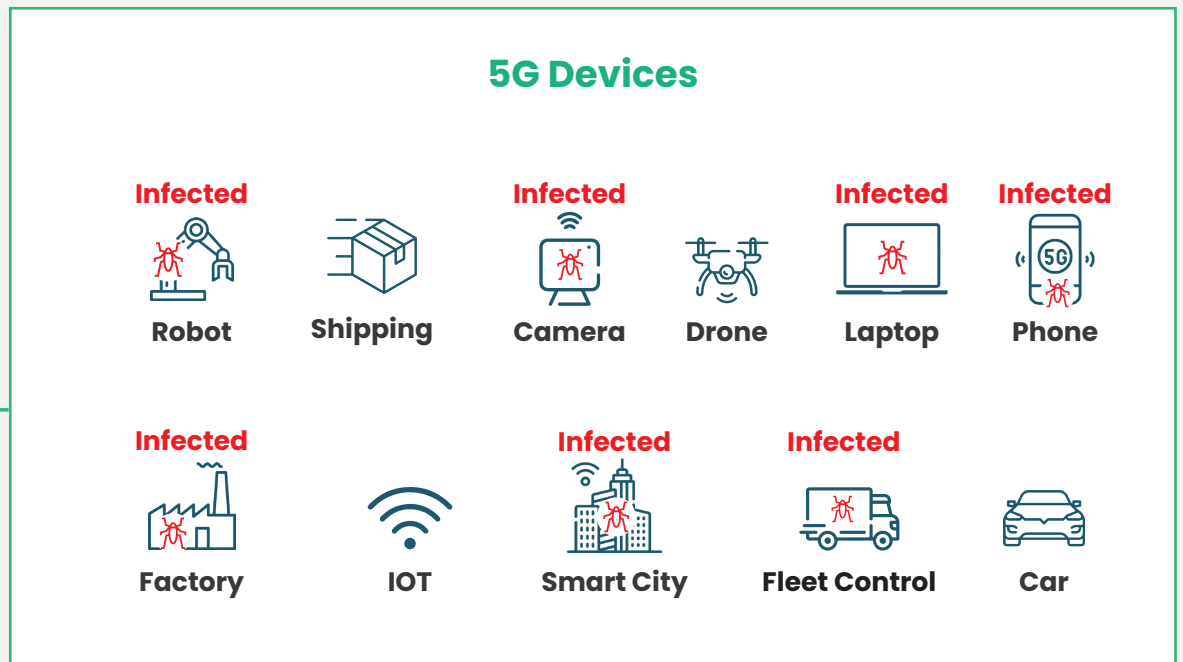 5G Devices
Infected
Infected
Infected
Infected
5G
Robot
Shipping
Camera
Drone
Laptop
Phone
Infected
Infected
Infected
Factory
IOT
Smart City
Fleet Control
Car